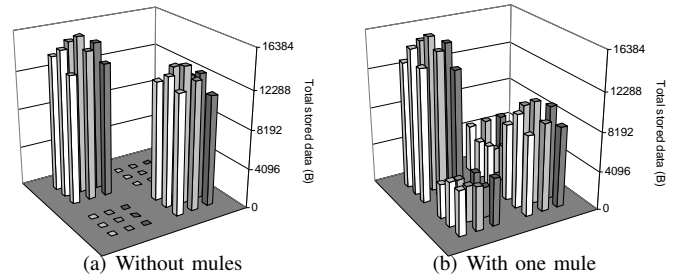 16384
12288
8192
4096
0
Total stored data (B)
(a) Without mules
16384
12288
8192
4096
0
Total stored data (B)
(b) With one mule